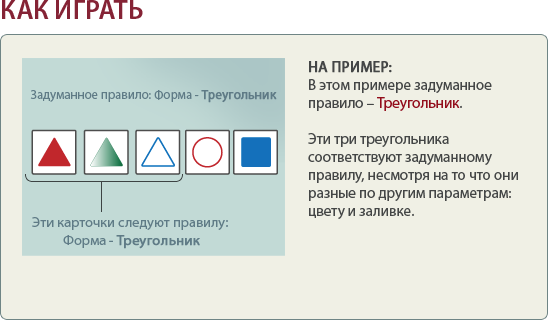 КАК ИГРАТЬ
Задуманное правило: Форма - Треугольник
Эти карточки следуют правилу:
Форма - Треугольник
НА ПРИМЕР:
В этом примере задуманное
правило – Треугольник.
Эти три треугольника
соответствуют задуманному
правилу, несмотря на то что они
разные по другим параметрам:
цвету и заливке.